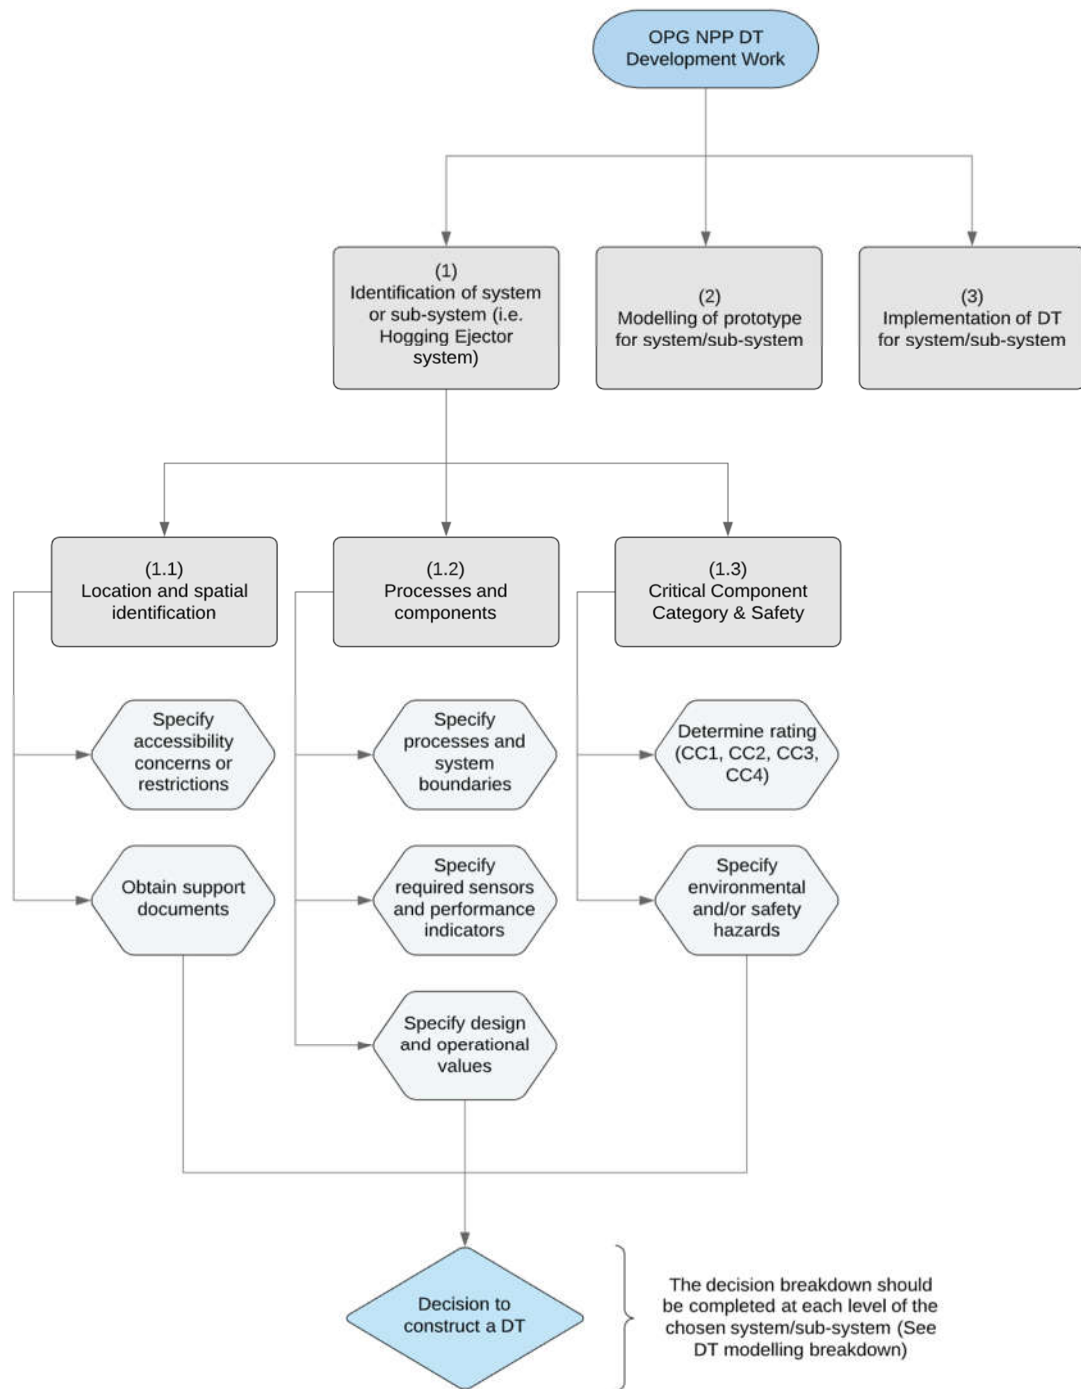 OPG NPP DT
Development Work
(1)
Identification of system
or sub-system (i.e.
Hogging Ejector
system)
(2)
Modelling of prototype
for system/sub-system
(3)
Implementation of DT
for system/sub-system
(1.1)
Location and spatial
identification
(1.2)
Processes and
components
(1.3)
Critical Component
Category & Safety
Specify
accessibility
concerns or
restrictions
Specify
processes and
system
boundaries
Determine rating
(CC1, CC2, CC3,
CC4)
Obtain support
documents
Specify
required sensors
and performance
indicators
Specify
environmental
and/or safety
hazards
Specify design
and operational
values
Decision to
construct a DT
The decision breakdown should
be completed at each level of the
chosen system/sub-system (See
DT modelling breakdown)